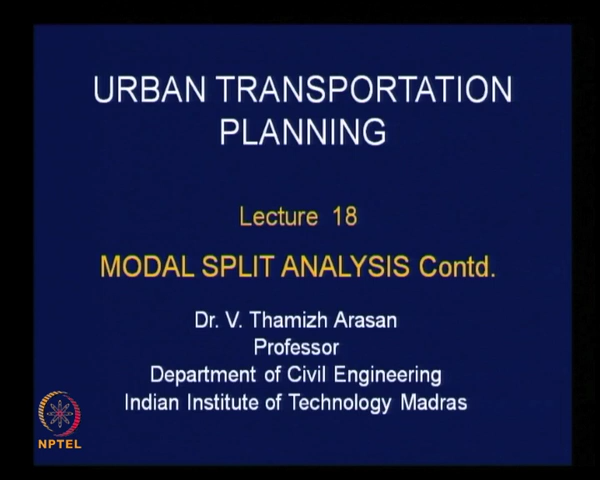 URBAN TRANSPORTATION
PLANNING
Lecture 18
MODAL SPLIT ANALYSIS Contd.
Dr. V. Thamizh Arasan
Professor
Department of Civil Engineering
Indian Institute of Technology Madras
NPTEL